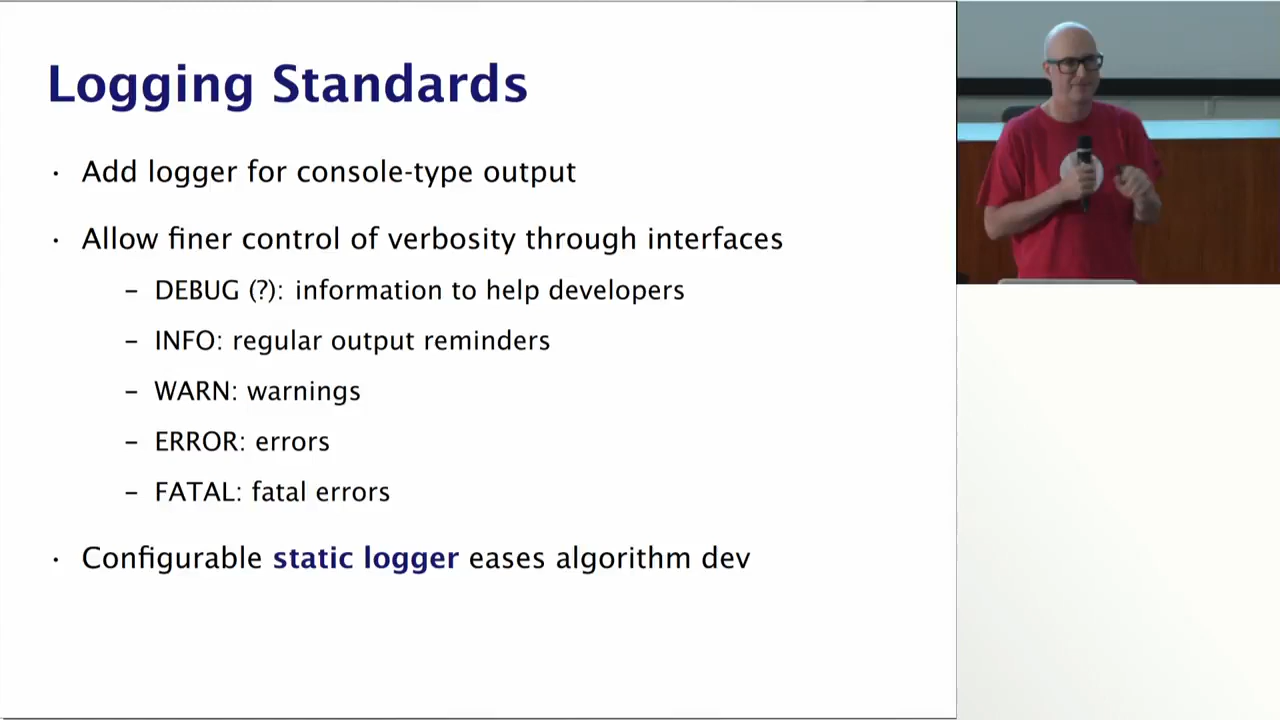 Logging Standards
· Add logger for console-type output
· Allow finer control of verbosity through interfaces
– DEBUG (?): information to help developers
– INFO: regular output reminders
– WARN: warnings
– ERROR: errors
– FATAL: fatal errors
· Configurable static logger eases algorithm dev